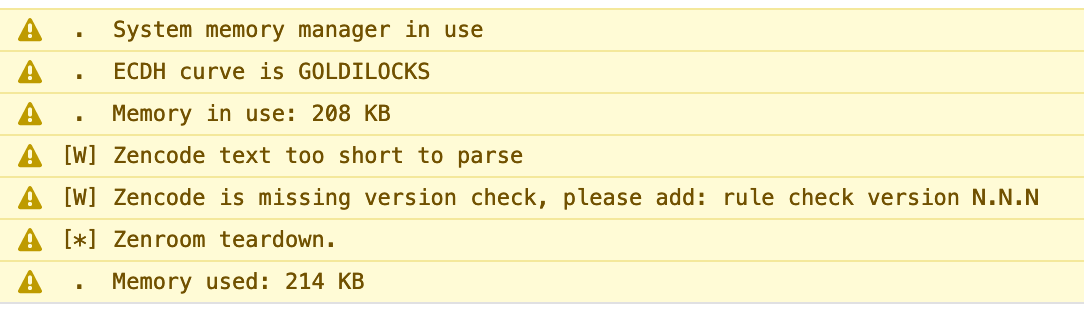 . System memory manager in use
. ECDH curve is GOLDILOCKS
. Memory in use: 208 KB
[W] Zencode text too short to parse
[W] Zencode is missing version check, please add: rule check version N.N.N
[*] Zenroom teardown.
. Memory used: 214 KB